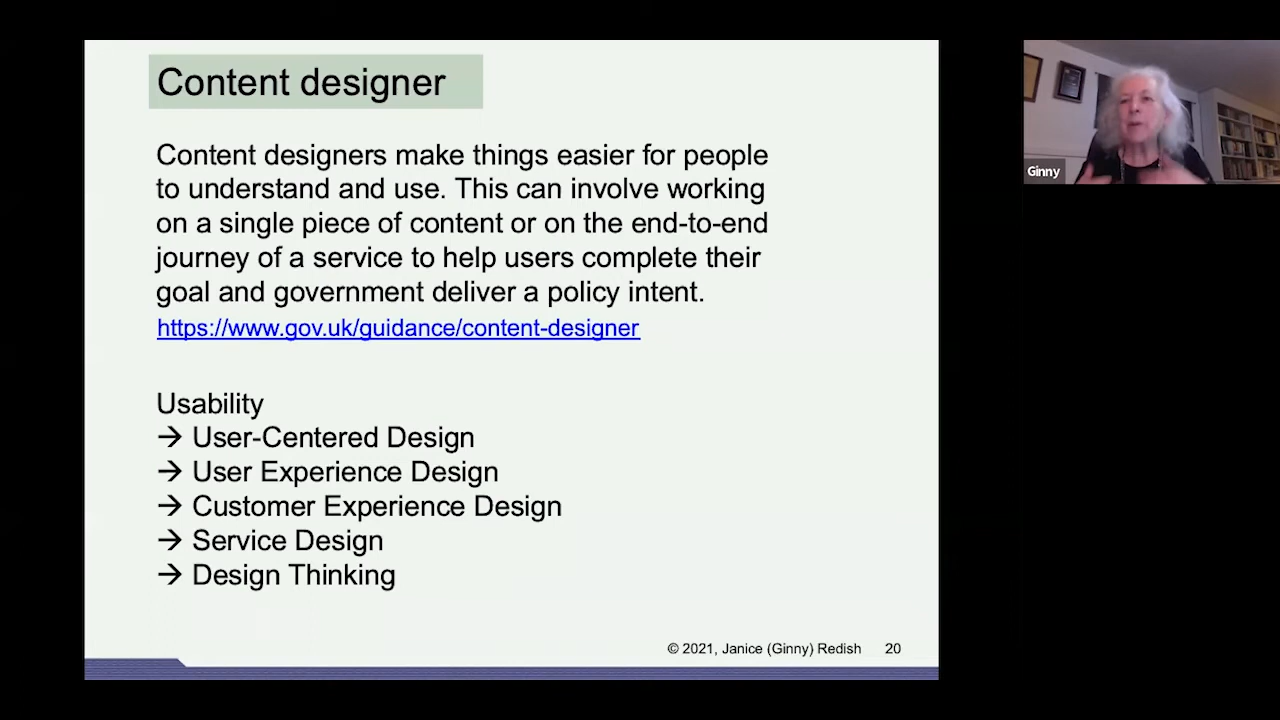 Content designer
Content designers make things easier for people
to understand and use. This can involve working
on a single piece of content or on the end-to-end
journey of a service to help users complete their
goal and government deliver a policy intent.
https://www.gov.uk/guidance/content-designer
Usability
→ User-Centered Design
→ User Experience Design
→ Customer Experience Design
→ Service Design
→ Design Thinking
© 2021, Janice (Ginny) Redish 20
Ginny